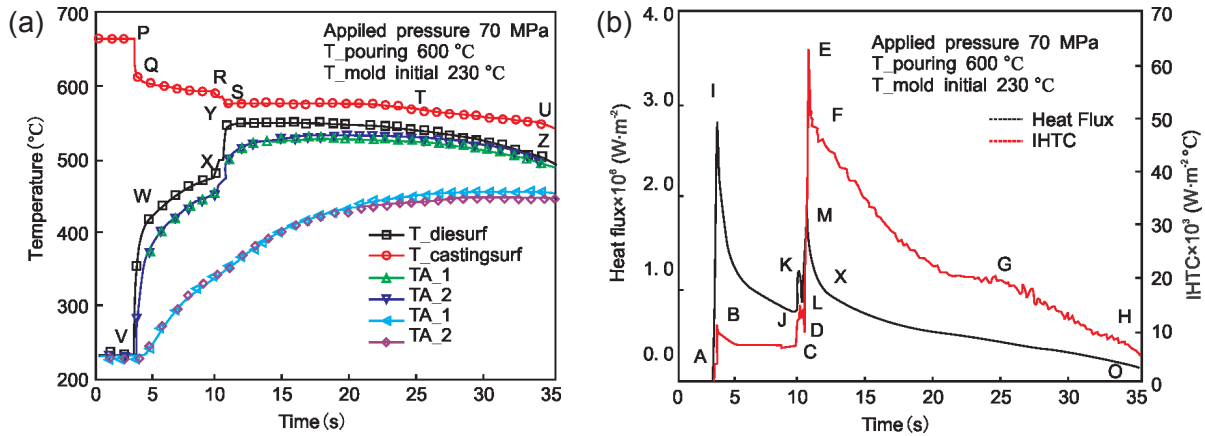 (a)
700
600
500
400
300
200
Temperature(℃)
0 5 10 15 20 25 30 35
Time(s)
Applied pressure 70 MPa
T_pouring 600 ℃
T_mold initial 230 ℃
P
Q
R
S
T
U
Y
Z
X
W
V
T_diesurf
T_castingsurf
TA_1
TA_2
TA_1
TA_2
(b)
4.0
3.0
2.0
1.0
0.0
Heat flux×10⁶ (W·m⁻²)
0 5 10 15 20 25 30 35
Time(s)
70
60
50
40
30
20
10
0
IHTC×10³ (W·m⁻²℃)
Applied pressure 70 MPa
T_pouring 600 ℃
T_mold initial 230 ℃
Heat Flux
IHTC
E
I
F
M
K
X
G
B
J
L
D
H
A
C
O